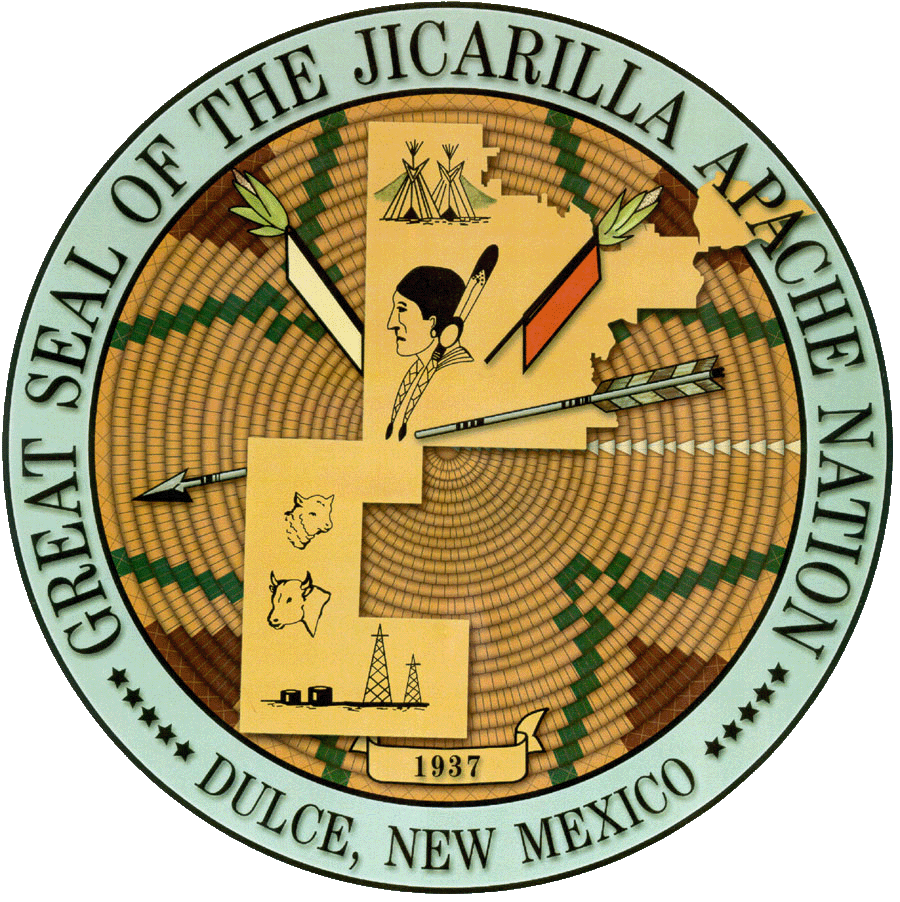 GREAT SEAL OF THE JICARILLA APACHE NATION
1937
DULCE, NEW MEXICO